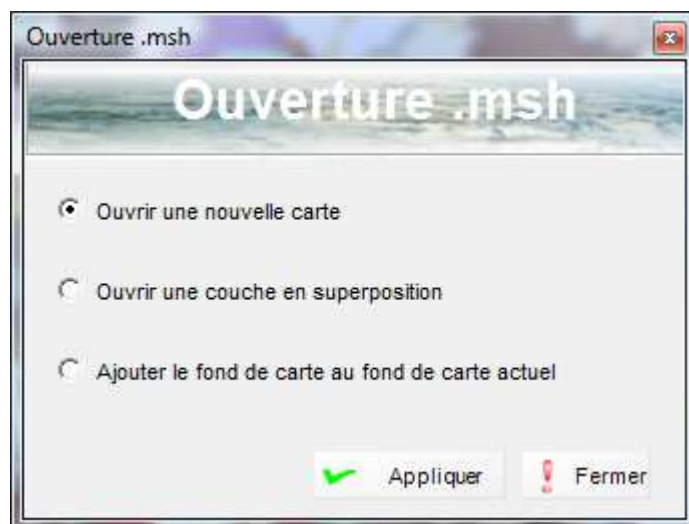 Ouverture .msh
Ouverture .msh
Ouvrir une nouvelle carte
Ouvrir une couche en superposition
Ajouter le fond de carte au fond de carte actuel
Appliquer
Fermer